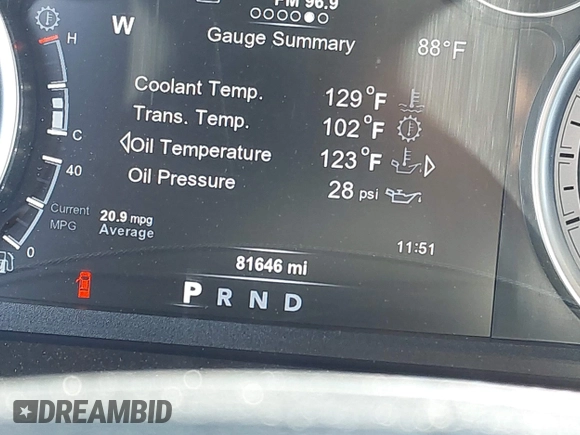 FM 96.9
W
H
Gauge Summary
88°F
Coolant Temp. 129°F
Trans. Temp. 102°F
Oil Temperature 123°F
Oil Pressure 28 psi
C
40
Current
MPG
20.9 mpg
Average
0
11:51
81646 mi
P R N D
DREAMBID